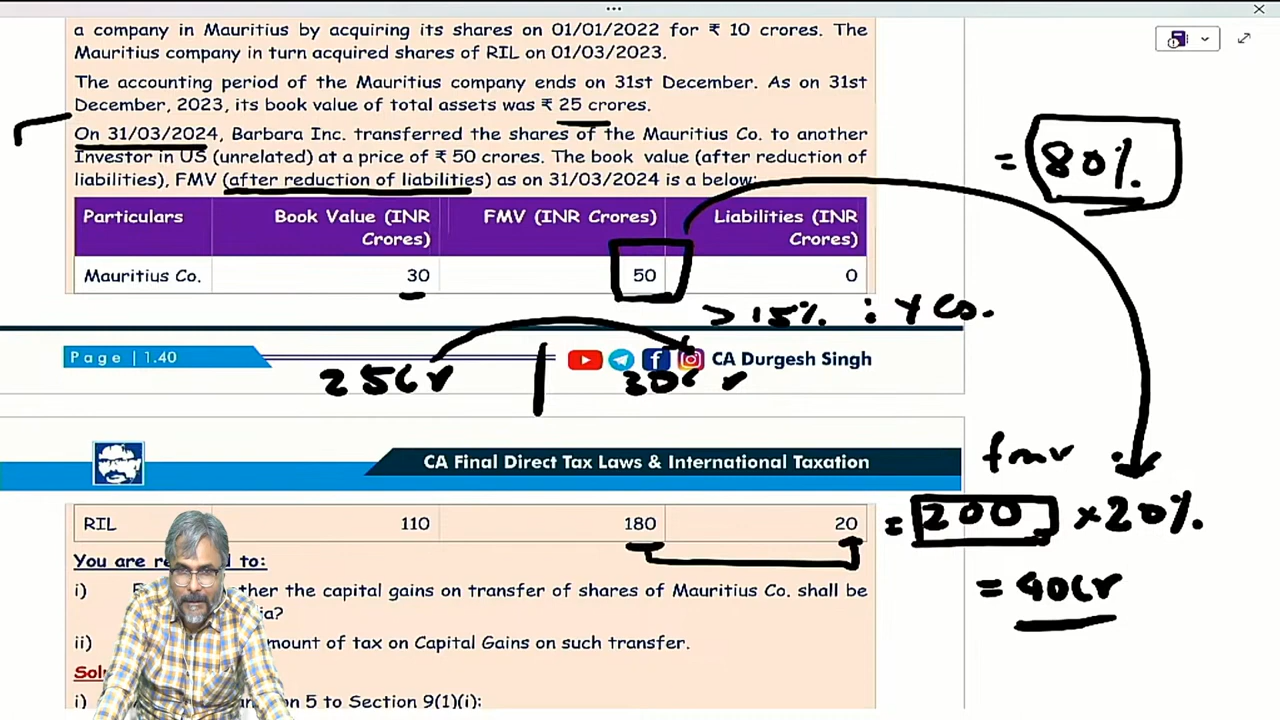 a company in Mauritius by acquiring its shares on 01/01/2022 for ₹ 10 crores. The
Mauritius company in turn acquired shares of RIL on 01/03/2023.
The accounting period of the Mauritius company ends on 31st December. As on 31st
December, 2023, its book value of total assets was ₹ 25 crores.
On 31/03/2024, Barbara Inc. transferred the shares of the Mauritius Co. to another
Investor in US (unrelated) at a price of ₹ 50 crores. The book value (after reduction of
liabilities), FMV (after reduction of liabilities) as on 31/03/2024 is a below:
= 80%
Particulars Book Value (INR Crores) FMV (INR Crores) Liabilities (INR Crores)
Mauritius Co. 30 50 0
> 15% : Y Co.
Page | 1.40
CA Durgesh Singh
25Cr | 30Cr
fmv
CA Final Direct Tax Laws & International Taxation
RIL 110 180 20
= 200 × 20%
= 40Cr
You are re to:
i) ther the capital gains on transfer of shares of Mauritius Co. shall be
ia?
ii) mount of tax on Capital Gains on such transfer.
Sol
i) on 5 to Section 9(1)(i):